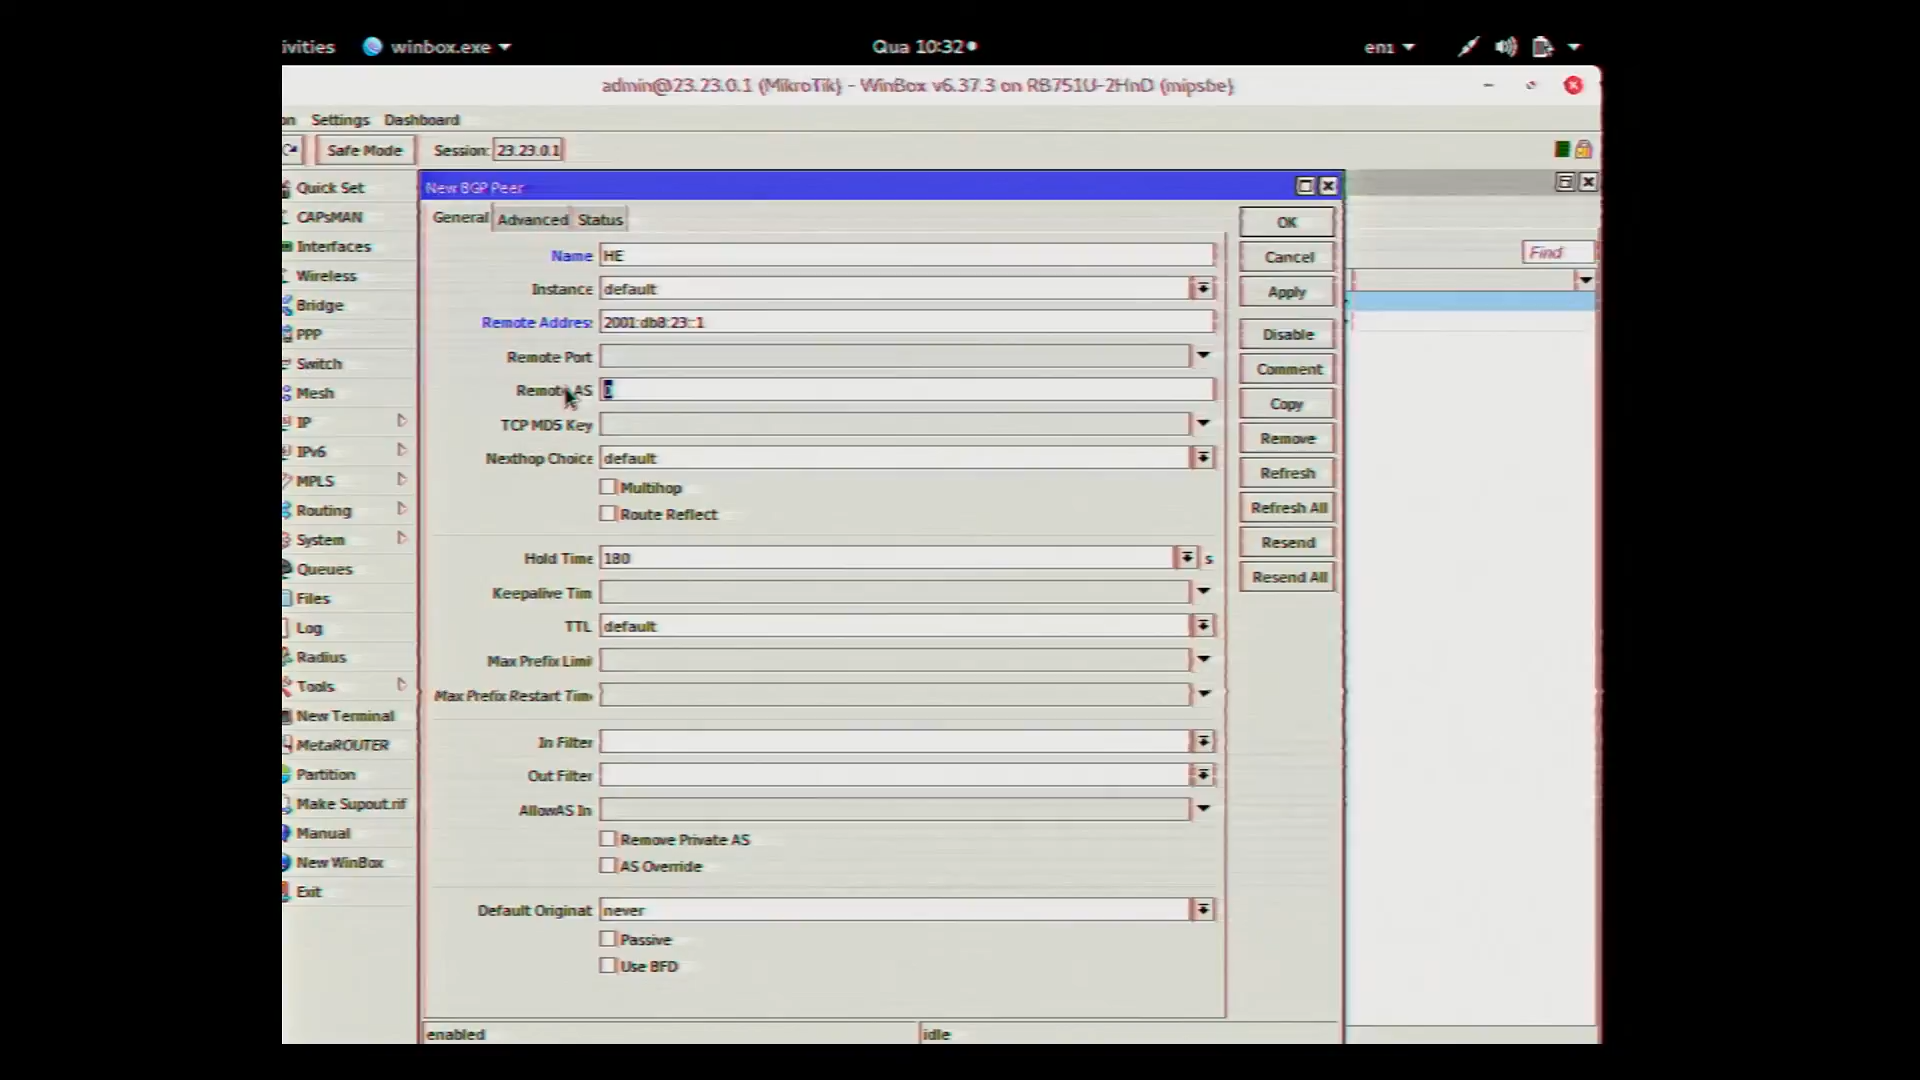 ivities winbox.exe Qua 10:32 en1
admin@23.23.0.1 (MikroTik) - WinBox v6.37.3 on RB751U-2HnD (mipsbe)
on Settings Dashboard
Safe Mode Session: 23.23.0.1
New BGP Peer
Quick Set
CAPsMAN
Interfaces
Wireless
Bridge
PPP
Switch
Mesh
IP
IPv6
MPLS
Routing
System
Queues
Files
Log
Radius
Tools
New Terminal
MetaROUTER
Partition
Make Supout.rif
Manual
New WinBox
Exit
General Advanced Status
Name HE
Instance default
Remote Addres: 2001:db8:23::1
Remote Port
Remote AS
TCP MD5 Key
Nexthop Choice default
Multihop
Route Reflect
Hold Time 180 s
Keepalive Tim
TTL default
Max Prefix Limi
Max Prefix Restart Tim
In Filter
Out Filter
AllowAS In
Remove Private AS
AS Override
Default Originat never
Passive
Use BFD
enabled idle
OK
Cancel
Apply
Disable
Comment
Copy
Remove
Refresh
Refresh All
Resend
Resend All
Find